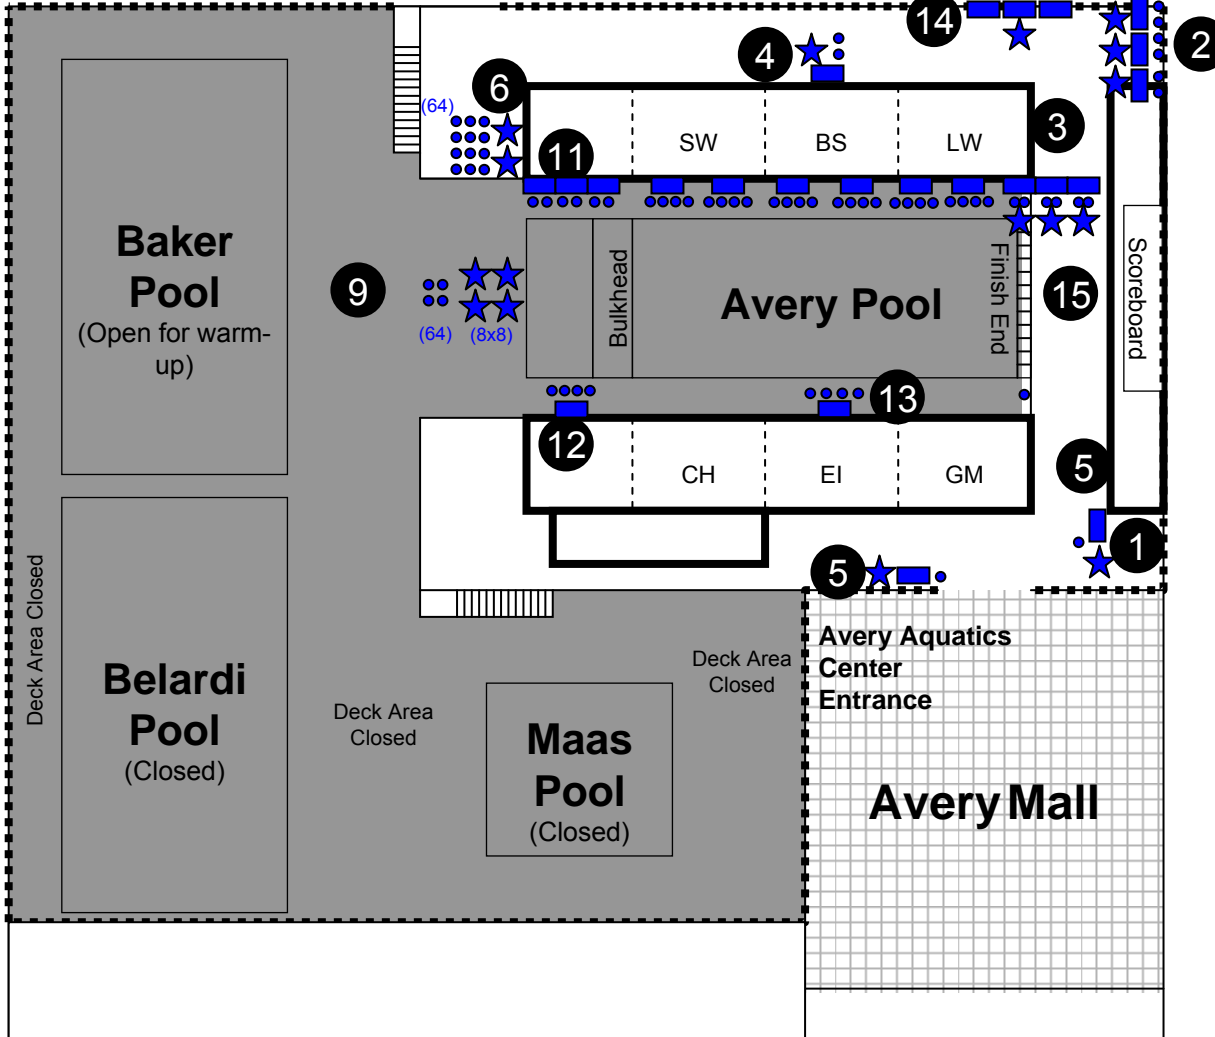 14
2
4
6
(64)
3
SW
BS
LW
11
Baker
Pool
(Open for warm-
up)
9
(64)
(8x8)
Bulkhead
Avery Pool
Finish End
15
Scoreboard
13
12
CH
EI
GM
5
1
5
Deck Area Closed
Belardi
Pool
(Closed)
Deck Area
Closed
Deck Area
Closed
Maas
Pool
(Closed)
Avery Aquatics
Center
Entrance
Avery Mall